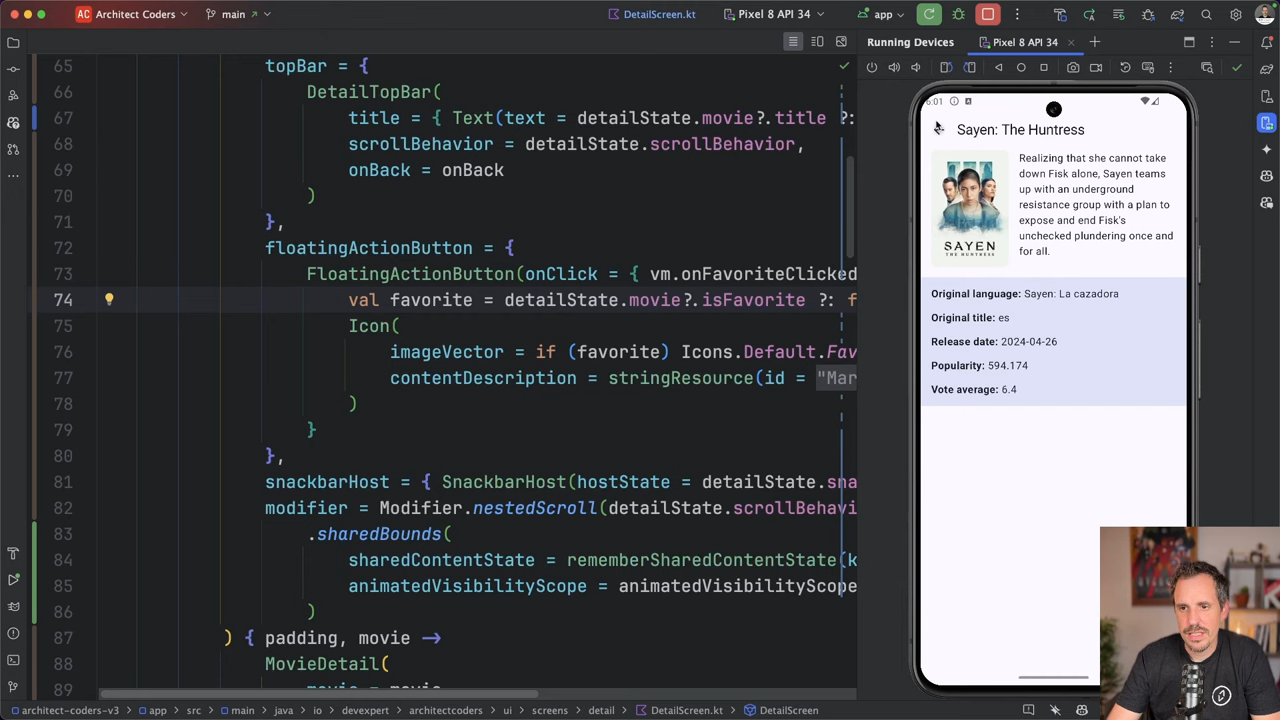 AC Architect Coders main DetailScreen.kt Pixel 8 API 34 app
Running Devices Pixel 8 API 34
65 topBar = {
66 DetailTopBar(
67 title = { Text(text = detailState.movie?.title ?:
68 scrollBehavior = detailState.scrollBehavior,
69 onBack = onBack
70 )
71 },
72 floatingActionButton = {
73 FloatingActionButton(onClick = { vm.onFavoriteClicked
74 val favorite = detailState.movie?.isFavorite ?: f
75 Icon(
76 imageVector = if (favorite) Icons.Default.Fav
77 contentDescription = stringResource(id = "Mar
78 )
79 }
80 },
81 snackbarHost = { SnackbarHost(hostState = detailState.sna
82 modifier = Modifier.nestedScroll(detailState.scrollBehavi
83 .sharedBounds(
84 sharedContentState = rememberSharedContentState(k
85 animatedVisibilityScope = animatedVisibilityScope
86 )
87 ) { padding, movie ->
88 MovieDetail(
89 movie = movie
6:01
Sayen: The Huntress
Realizing that she cannot take
down Fisk alone, Sayen teams
up with an underground
resistance group with a plan to
expose and end Fisk's
unchecked plundering once and
for all.
SAYEN
THE HUNTRESS
Original language: Sayen: La cazadora
Original title: es
Release date: 2024-04-26
Popularity: 594.174
Vote average: 6.4
architect-coders-v3 > app > src > main > java > io > devexpert > architectcoders > ui > screens > detail > DetailScreen.kt > DetailScreen